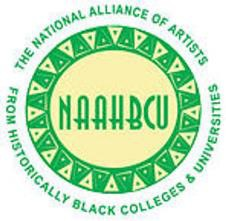 THE NATIONAL ALLIANCE OF ARTISTS
FROM HISTORICALLY BLACK COLLEGES & UNIVERSITIES
NAAHBCU